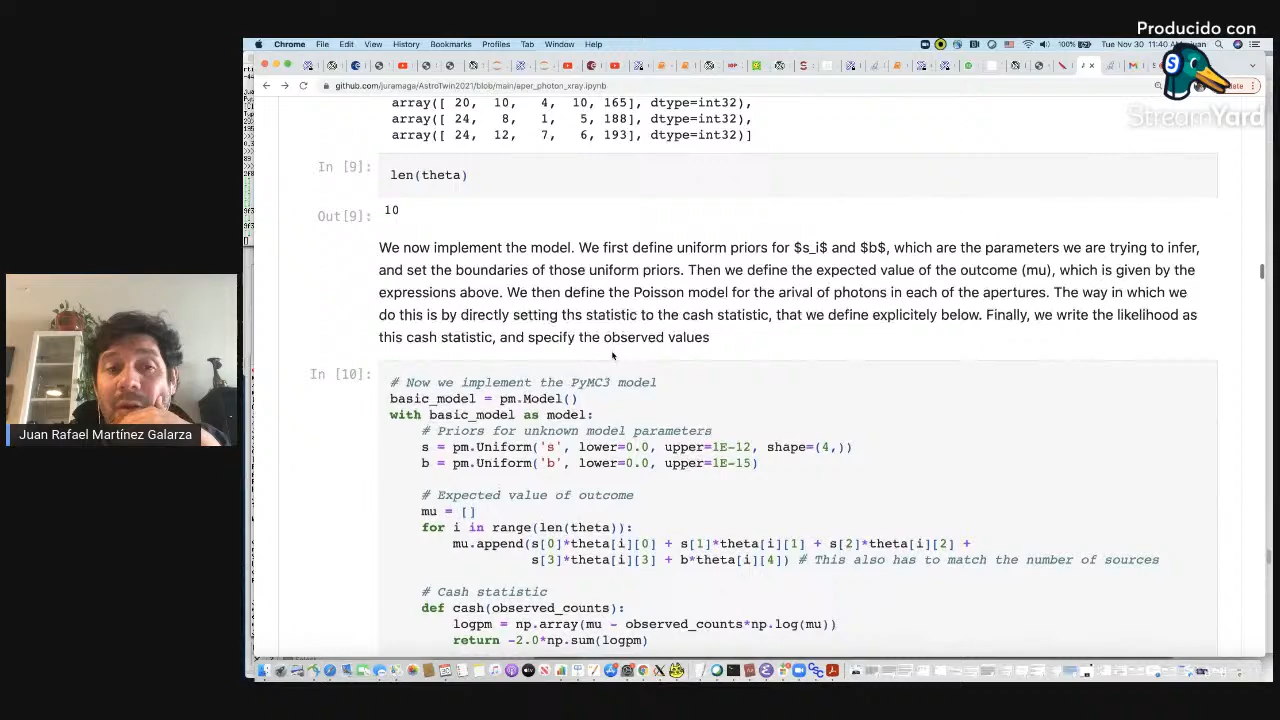 Producido con
StreamYard
Chrome File Edit View History Bookmarks Profiles Tab Window Help
100% Tue Nov 30 11:40
github.com/juramaga/AstroTwin2021/blob/main/aper_photon_xray.ipynb
array([ 20, 10, 4, 10, 165], dtype=int32),
array([ 24, 8, 1, 5, 188], dtype=int32),
array([ 24, 12, 7, 6, 193], dtype=int32)]
In [9]: len(theta)
Out[9]: 10
We now implement the model. We first define uniform priors for $s_i$ and $b$, which are the parameters we are trying to infer,
and set the boundaries of those uniform priors. Then we define the expected value of the outcome (mu), which is given by the
expressions above. We then define the Poisson model for the arival of photons in each of the apertures. The way in which we
do this is by directly setting ths statistic to the cash statistic, that we define explicitely below. Finally, we write the likelihood as
this cash statistic, and specify the observed values
In [10]: # Now we implement the PyMC3 model
basic_model = pm.Model()
with basic_model as model:
# Priors for unknown model parameters
s = pm.Uniform('s', lower=0.0, upper=1E-12, shape=(4,))
b = pm.Uniform('b', lower=0.0, upper=1E-15)
# Expected value of outcome
mu = []
for i in range(len(theta)):
mu.append(s[0]*theta[i][0] + s[1]*theta[i][1] + s[2]*theta[i][2] +
s[3]*theta[i][3] + b*theta[i][4]) # This also has to match the number of sources
# Cash statistic
def cash(observed_counts):
logpm = np.array(mu - observed_counts*np.log(mu))
return -2.0*np.sum(logpm)
Juan Rafael Martínez Galarza